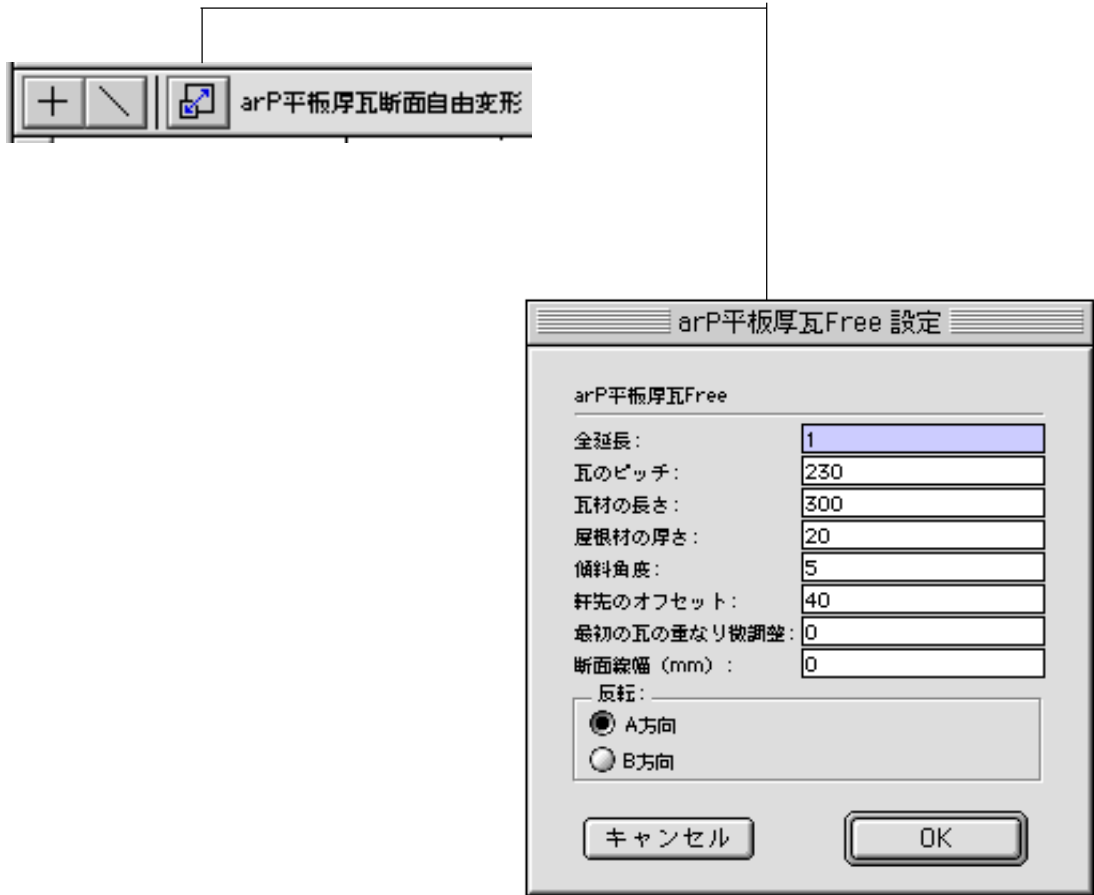 arP平板厚瓦断面自由変形
arP平板厚瓦Free 設定
arP平板厚瓦Free
全延長: 1
瓦のピッチ: 230
瓦材の長さ: 300
屋根材の厚さ: 20
傾斜角度: 5
軒先のオフセット: 40
最初の瓦の重なり微調整: 0
断面線幅（mm）: 0
反転:
A方向
B方向
キャンセル OK